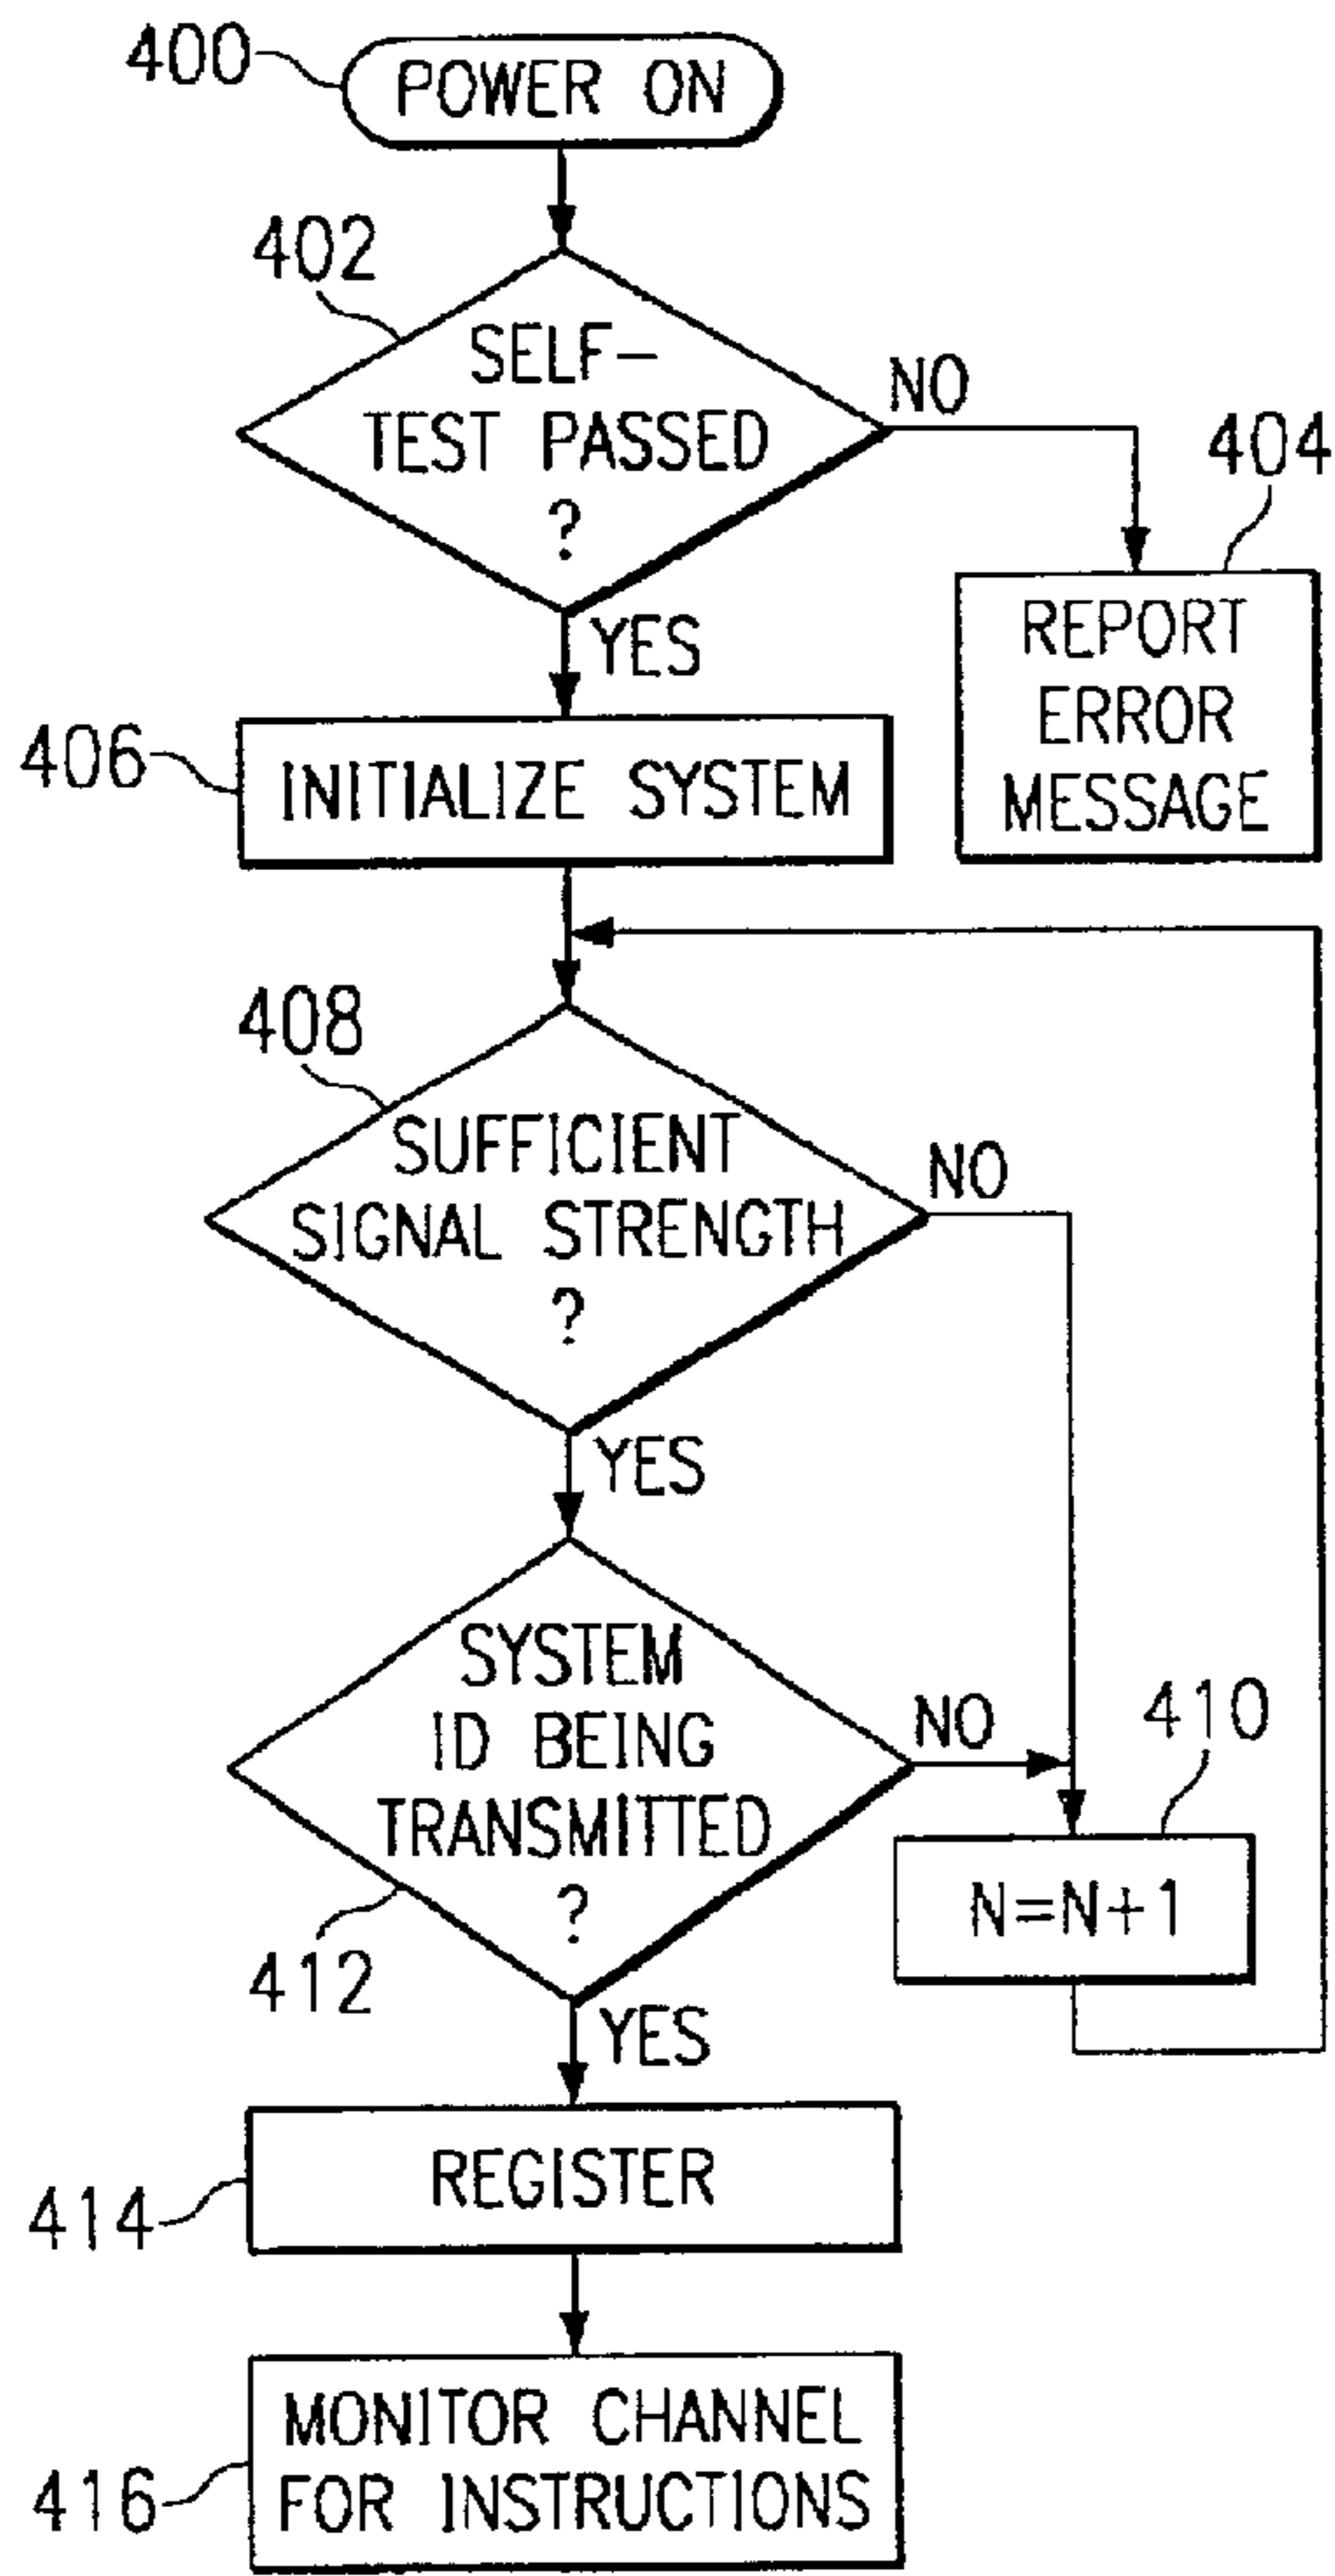 400
POWER ON
402
SELF-
TEST PASSED
?
NO
404
YES
REPORT
ERROR
MESSAGE
406
INITIALIZE SYSTEM
408
SUFFICIENT
SIGNAL STRENGTH
?
NO
YES
SYSTEM
ID BEING
TRANSMITTED
?
NO
410
N=N+1
412
YES
414
REGISTER
416
MONITOR CHANNEL
FOR INSTRUCTIONS